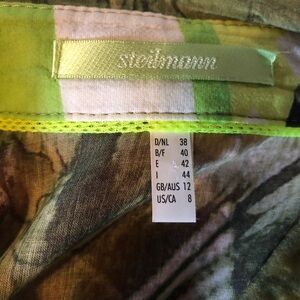 steilmann
D/NL 38
B/F 40
E 42
I 44
GB/AUS 12
US/CA 8